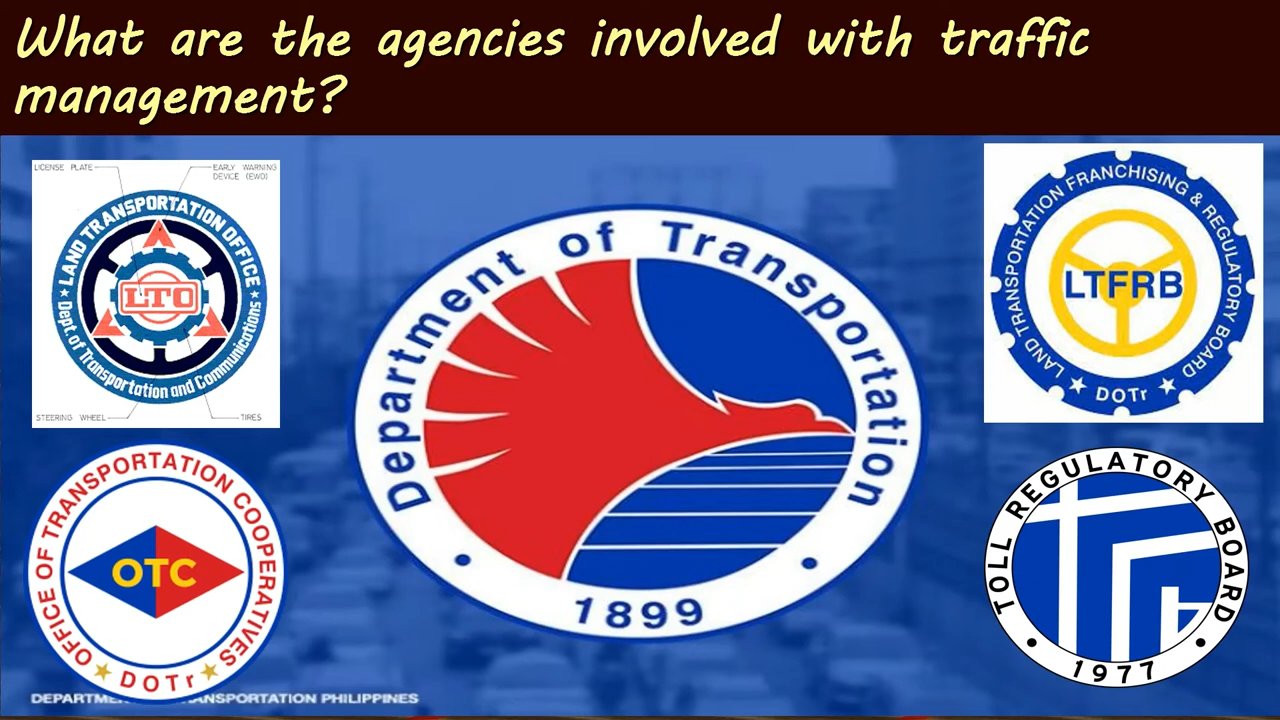 What are the agencies involved with traffic
management?
LICENSE PLATE
EARLY WARNING
DEVICE (EWD)
LAND TRANSPORTATION OFFICE
LTO
Dept. of Transportation and Communications
STEERING WHEEL
TIRES
Department of Transportation
1899
LAND TRANSPORTATION FRANCHISING & REGULATORY BOARD
LTFRB
DOTr
OFFICE OF TRANSPORTATION COOPERATIVES
OTC
DOTr
TOLL REGULATORY BOARD
1977
TRANSPORTATION PHILIPPINES